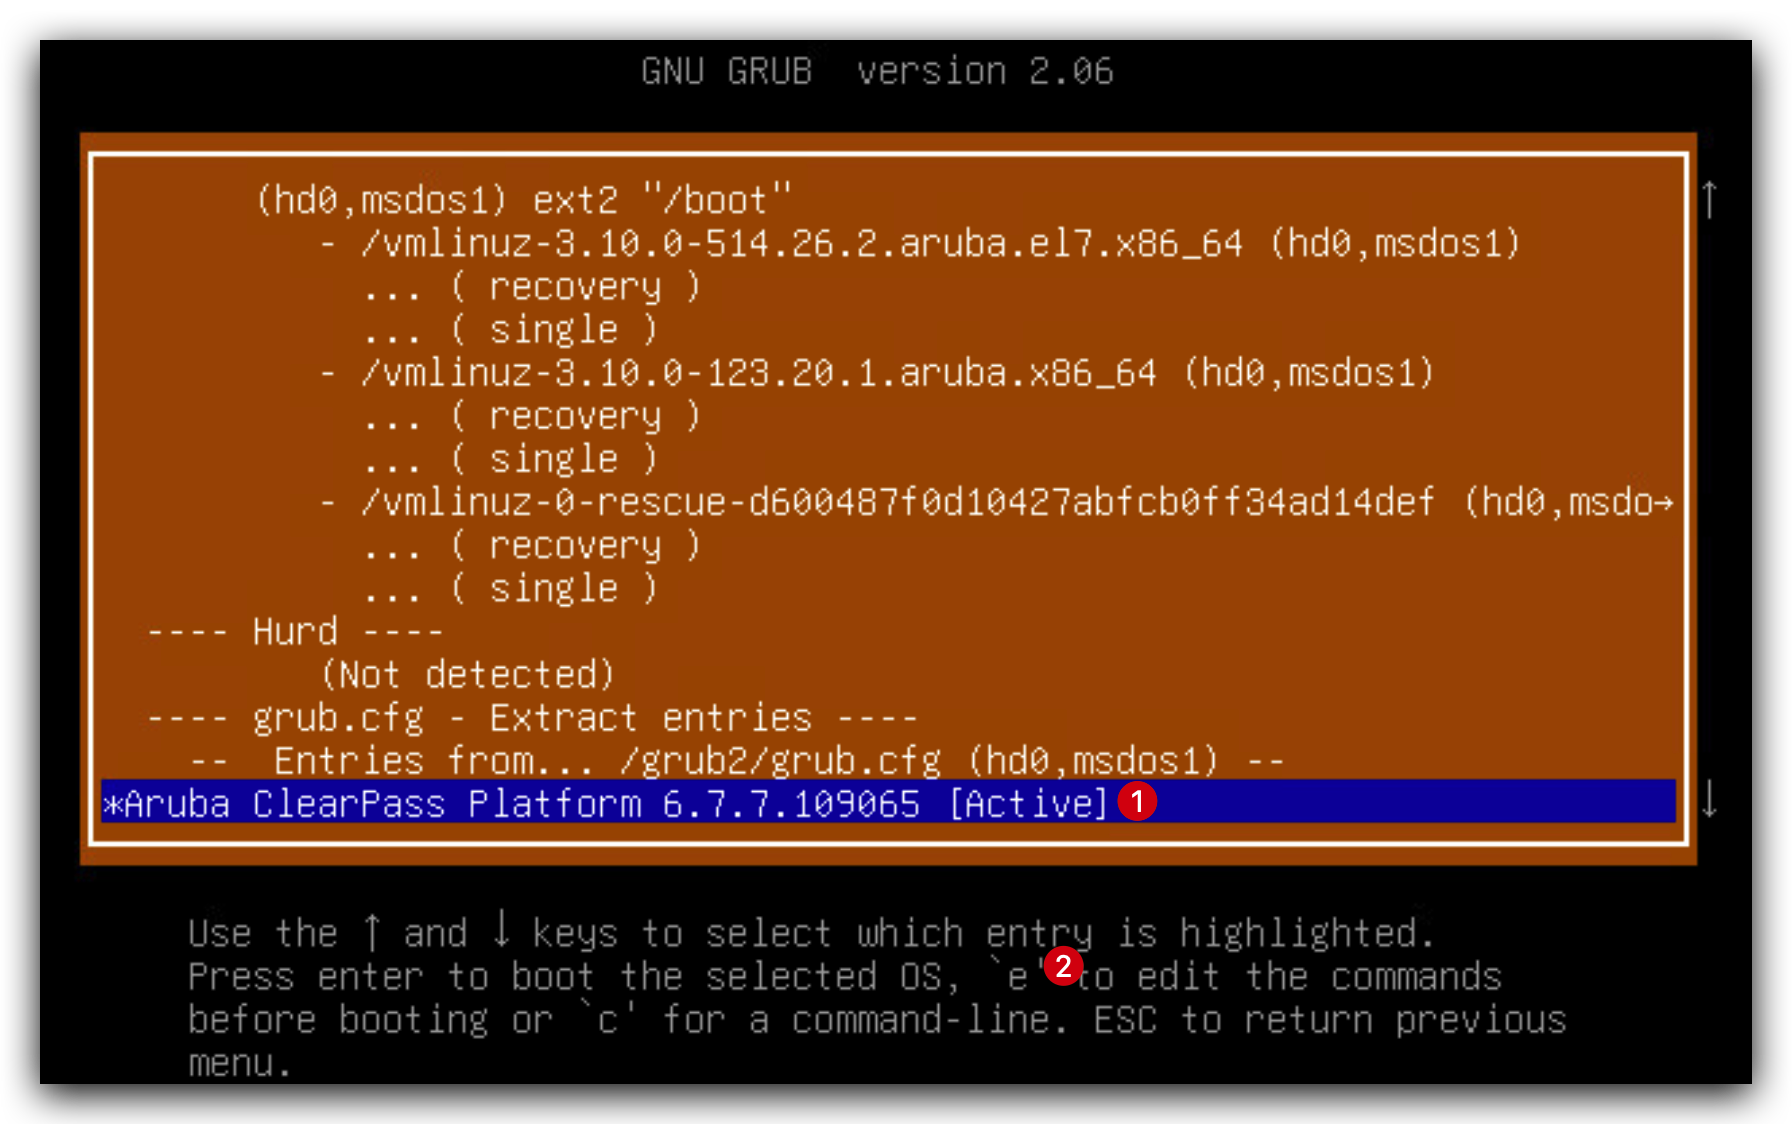 GNU GRUB  version 2.06
(hd0,msdos1) ext2 "/boot"
- /vmlinuz-3.10.0-514.26.2.aruba.el7.x86_64 (hd0,msdos1)
... ( recovery )
... ( single )
- /vmlinuz-3.10.0-123.20.1.aruba.x86_64 (hd0,msdos1)
... ( recovery )
... ( single )
- /vmlinuz-0-rescue-d600487f0d10427abfcb0ff34ad14def (hd0,msdo→
... ( recovery )
... ( single )
---- Hurd ----
(Not detected)
---- grub.cfg - Extract entries ----
--  Entries from... /grub2/grub.cfg (hd0,msdos1) --
*Aruba ClearPass Platform 6.7.7.109065 [Active] 1
Use the ↑ and ↓ keys to select which entry is highlighted.
Press enter to boot the selected OS, `e' 2 to edit the commands
before booting or `c' for a command-line. ESC to return previous
menu.